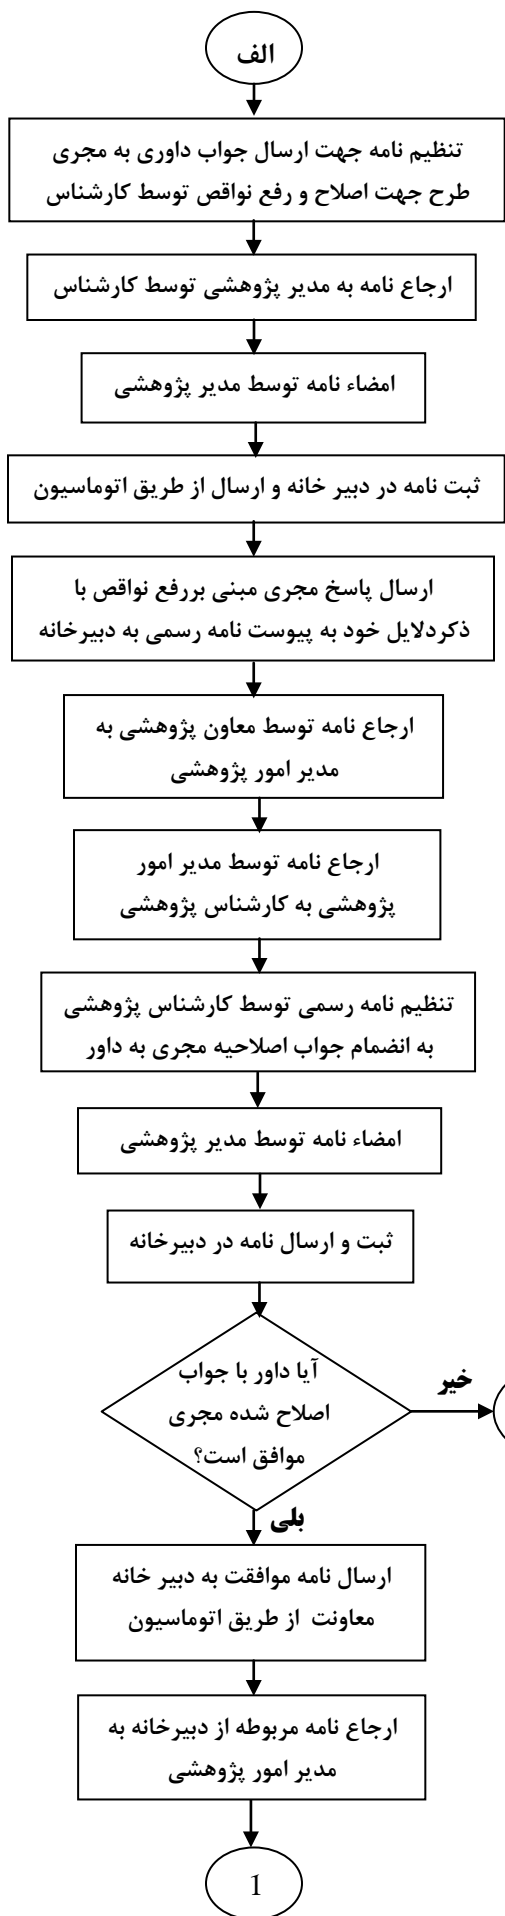 الف
تنظیم نامه جهت ارسال جواب داوری به مجری
طرح جهت اصلاح و رفع نواقص توسط کارشناس
ارجاع نامه به مدیر پژوهشی توسط کارشناس
امضاء نامه توسط مدیر پژوهشی
ثبت نامه در دبیر خانه و ارسال از طریق اتوماسیون
ارسال پاسخ مجری مبنی بررفع نواقص با
ذکردلایل خود به پیوست نامه رسمی به دبیرخانه
ارجاع نامه توسط معاون پژوهشی به
مدیر امور پژوهشی
ارجاع نامه توسط مدیر امور
پژوهشی به کارشناس پژوهشی
تنظیم نامه رسمی توسط کارشناس پژوهشی
به انضمام جواب اصلاحیه مجری به داور
امضاء نامه توسط مدیر پژوهشی
ثبت و ارسال نامه در دبیرخانه
آیا داور با جواب
اصلاح شده مجری
موافق است؟
خیر
بلی
ارسال نامه موافقت به دبیر خانه
معاونت از طریق اتوماسیون
ارجاع نامه مربوطه از دبیرخانه به
مدیر امور پژوهشی
1